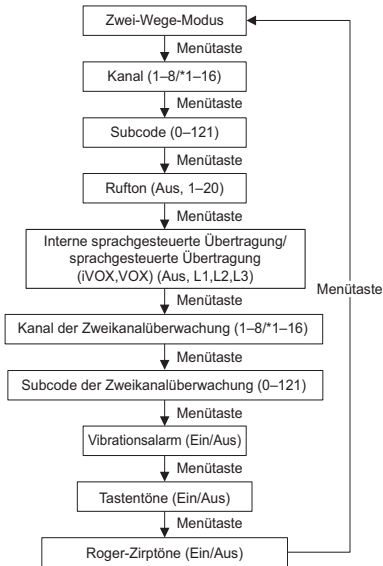 Zwei-Wege-Modus
Menütaste
Kanal (1–8/*1–16)
Menütaste
Subcode (0–121)
Menütaste
Rufton (Aus, 1–20)
Menütaste
Interne sprachgesteuerte Übertragung/
sprachgesteuerte Übertragung
(iVOX,VOX) (Aus, L1,L2,L3)
Menütaste
Menütaste
Kanal der Zweikanalüberwachung (1–8/*1–16)
Menütaste
Subcode der Zweikanalüberwachung (0–121)
Menütaste
Vibrationsalarm (Ein/Aus)
Menütaste
Tastentöne (Ein/Aus)
Menütaste
Roger-Zirptöne (Ein/Aus)